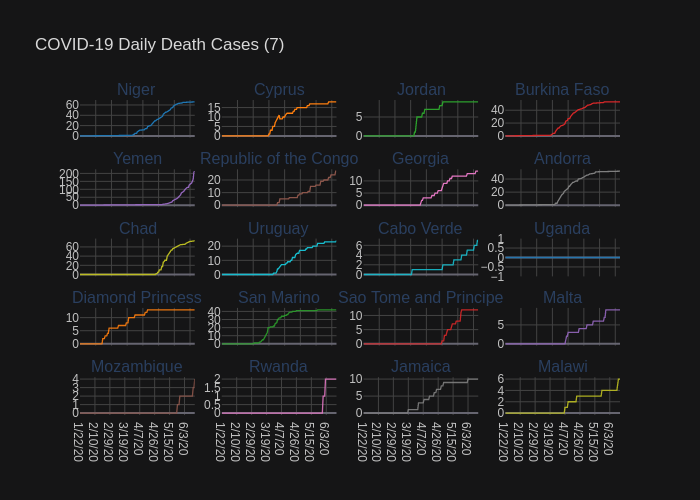 COVID-19 Daily Death Cases (7)
Niger Cyprus Jordan Burkina Faso
60 40 20 0
15 10 5 0
5 0
40 20 0
Yemen Republic of the Congo Georgia Andorra
200 150 100 50 0
20 10 0
10 5 0
40 20 0
Chad Uruguay Cabo Verde Uganda
60 40 20 0
20 10 0
6 4 2 0
1 0.5 0 −0.5 −1
Diamond Princess San Marino Sao Tome and Principe Malta
10 5 0
40 30 20 10 0
10 5 0
5 0
Mozambique Rwanda Jamaica Malawi
4 3 2 1 0
2 1.5 1 0.5 0
10 5 0
6 4 2 0
1/22/20 2/10/20 2/29/20 3/19/20 4/7/20 4/26/20 5/15/20 6/3/20
1/22/20 2/10/20 2/29/20 3/19/20 4/7/20 4/26/20 5/15/20 6/3/20
1/22/20 2/10/20 2/29/20 3/19/20 4/7/20 4/26/20 5/15/20 6/3/20
1/22/20 2/10/20 2/29/20 3/19/20 4/7/20 4/26/20 5/15/20 6/3/20